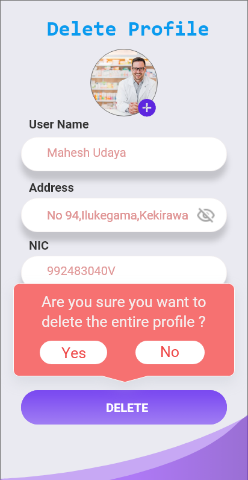 Delete Profile
User Name
Mahesh Udaya
Address
No 94,Ilukegama,Kekirawa
NIC
992483040V
Are you sure you want to
delete the entire profile ?
Yes
No
DELETE